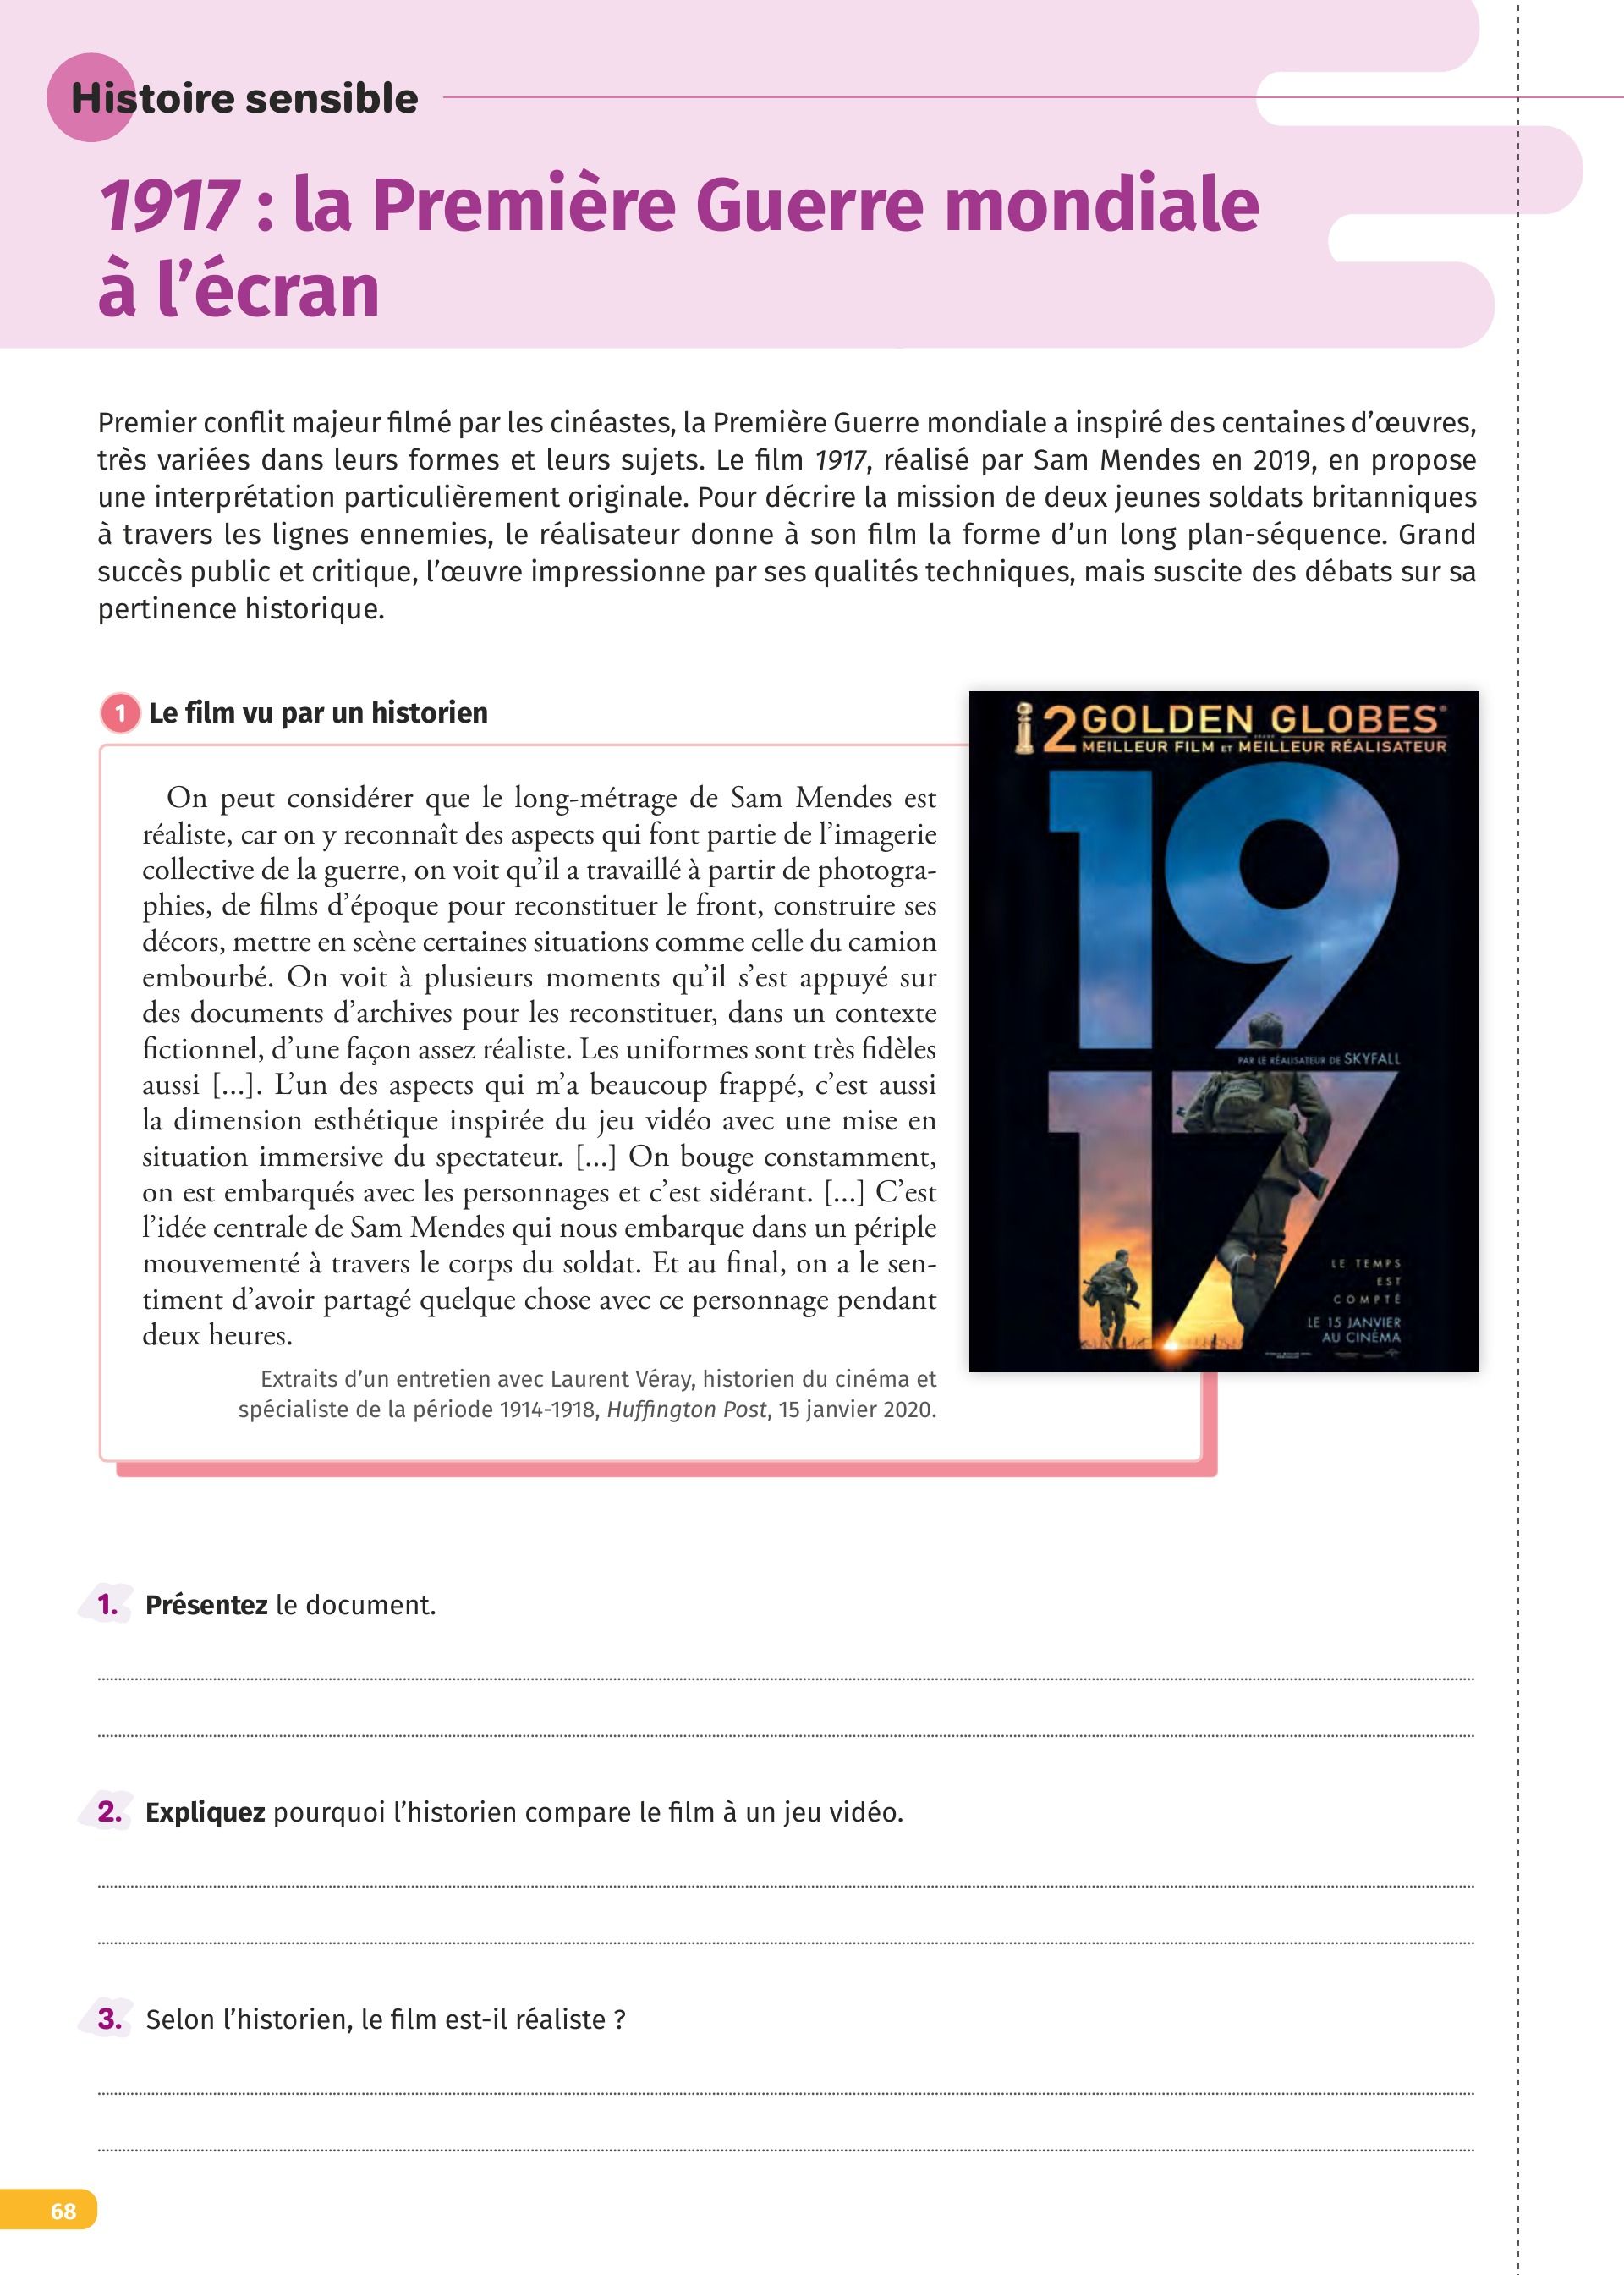 Histoire sensible
1917 : la Première Guerre mondiale
à l’écran
Premier conflit majeur filmé par les cinéastes, la Première Guerre mondiale a inspiré des centaines d’œuvres,
très variées dans leurs formes et leurs sujets. Le film 1917, réalisé par Sam Mendes en 2019, en propose
une interprétation particulièrement originale. Pour décrire la mission de deux jeunes soldats britanniques
à travers les lignes ennemies, le réalisateur donne à son film la forme d’un long plan-séquence. Grand
succès public et critique, l’œuvre impressionne par ses qualités techniques, mais suscite des débats sur sa
pertinence historique.
1 Le film vu par un historien
On peut considérer que le long-métrage de Sam Mendes est
réaliste, car on y reconnaît des aspects qui font partie de l’imagerie
collective de la guerre, on voit qu’il a travaillé à partir de photogra-
phies, de films d’époque pour reconstituer le front, construire ses
décors, mettre en scène certaines situations comme celle du camion
embourbé. On voit à plusieurs moments qu’il s’est appuyé sur
des documents d’archives pour les reconstituer, dans un contexte
fictionnel, d’une façon assez réaliste. Les uniformes sont très fidèles
aussi [...]. L’un des aspects qui m’a beaucoup frappé, c’est aussi
la dimension esthétique inspirée du jeu vidéo avec une mise en
situation immersive du spectateur. [...] On bouge constamment,
on est embarqués avec les personnages et c’est sidérant. [...] C’est
l’idée centrale de Sam Mendes qui nous embarque dans un périple
mouvementé à travers le corps du soldat. Et au final, on a le sen-
timent d’avoir partagé quelque chose avec ce personnage pendant
deux heures.
Extraits d’un entretien avec Laurent Véray, historien du cinéma et
spécialiste de la période 1914-1918, Huffington Post, 15 janvier 2020.
2 GOLDEN GLOBES®
MEILLEUR FILM ET MEILLEUR RÉALISATEUR
19
PAR LE RÉALISATEUR DE SKYFALL
17
LE TEMPS
EST
COMPTÉ
LE 15 JANVIER
AU CINÉMA
1. Présentez le document.
2. Expliquez pourquoi l’historien compare le film à un jeu vidéo.
3. Selon l’historien, le film est-il réaliste ?
68